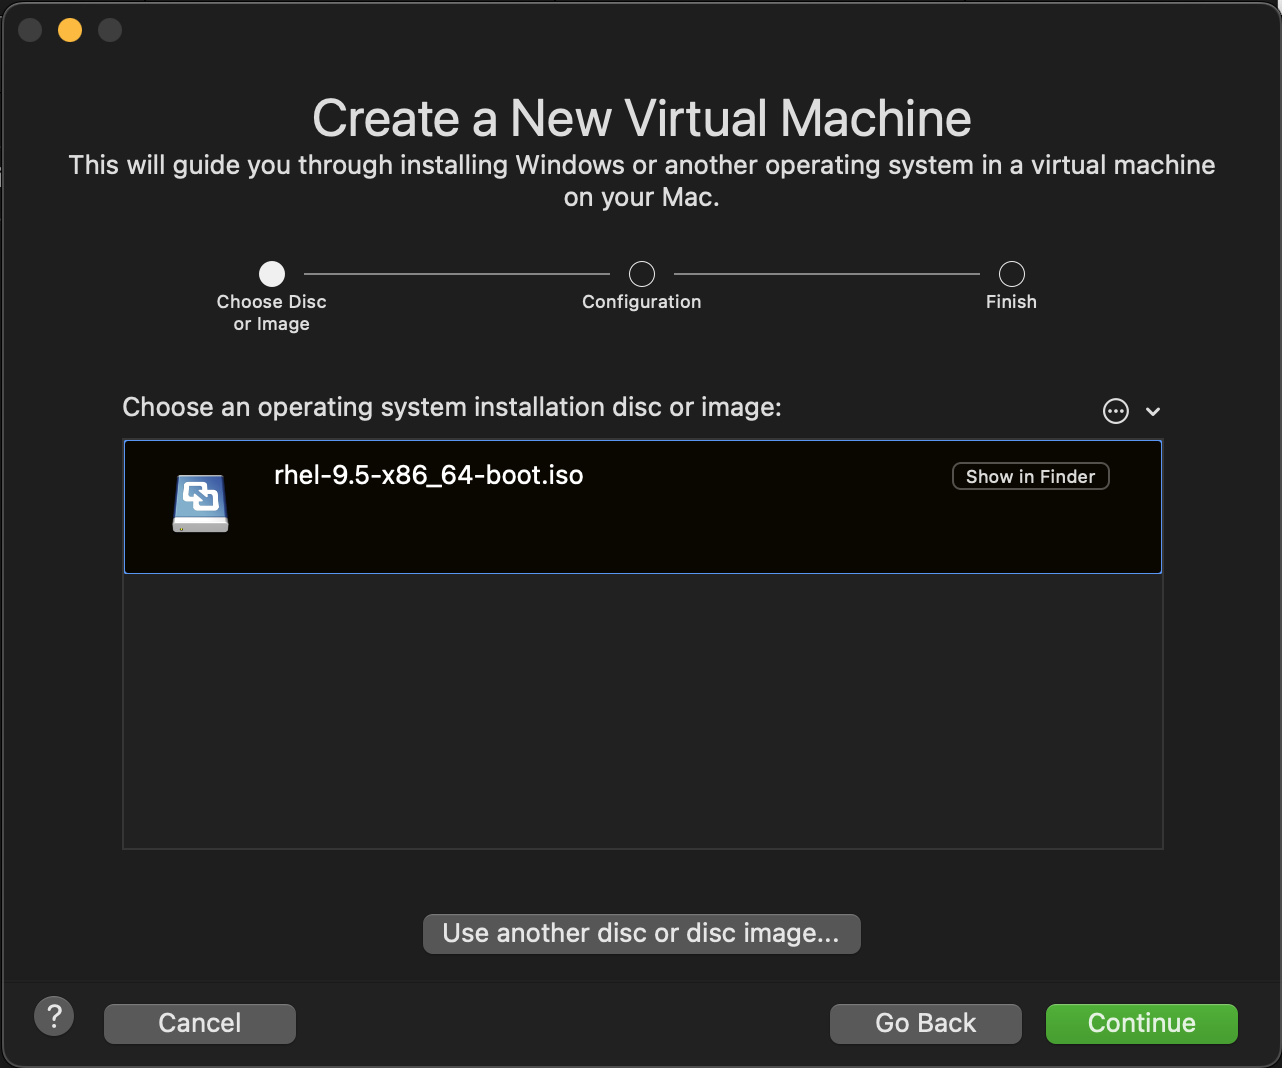 Create a New Virtual Machine
This will guide you through installing Windows or another operating system in a virtual machine
on your Mac.
Choose Disc
or Image
Configuration
Finish
Choose an operating system installation disc or image:
rhel-9.5-x86_64-boot.iso
Show in Finder
Use another disc or disc image...
?
Cancel
Go Back
Continue